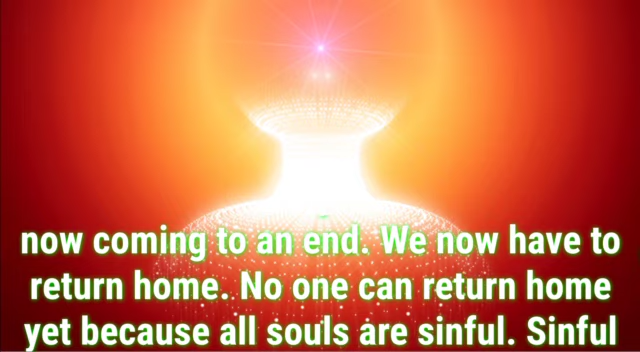 now coming to an end. We now have to
return home. No one can return home
yet because all souls are sinful. Sinful